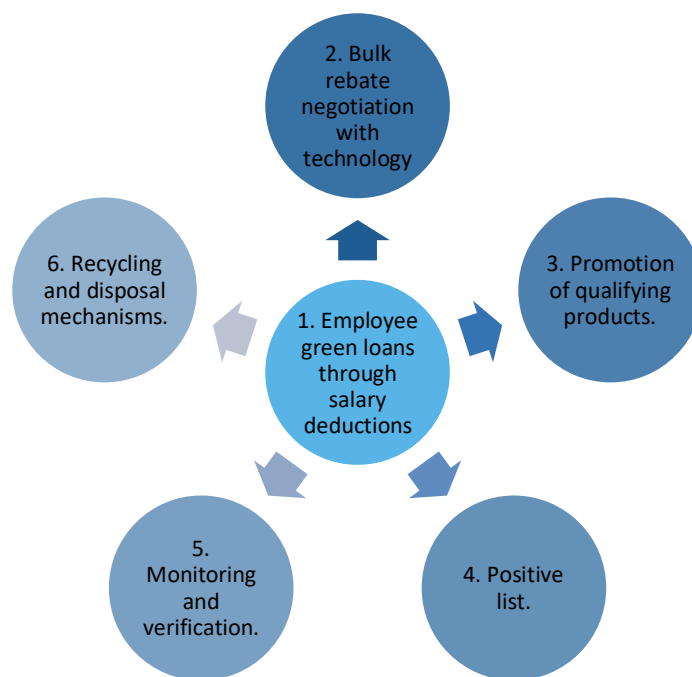 2. Bulk
rebate
negotiation
with
technology
3. Promotion
of qualifying
products.
6. Recycling
and disposal
mechanisms.
1. Employee
green loans
through
salary
deductions
5.
Monitoring
and
verification.
4. Positive
list.